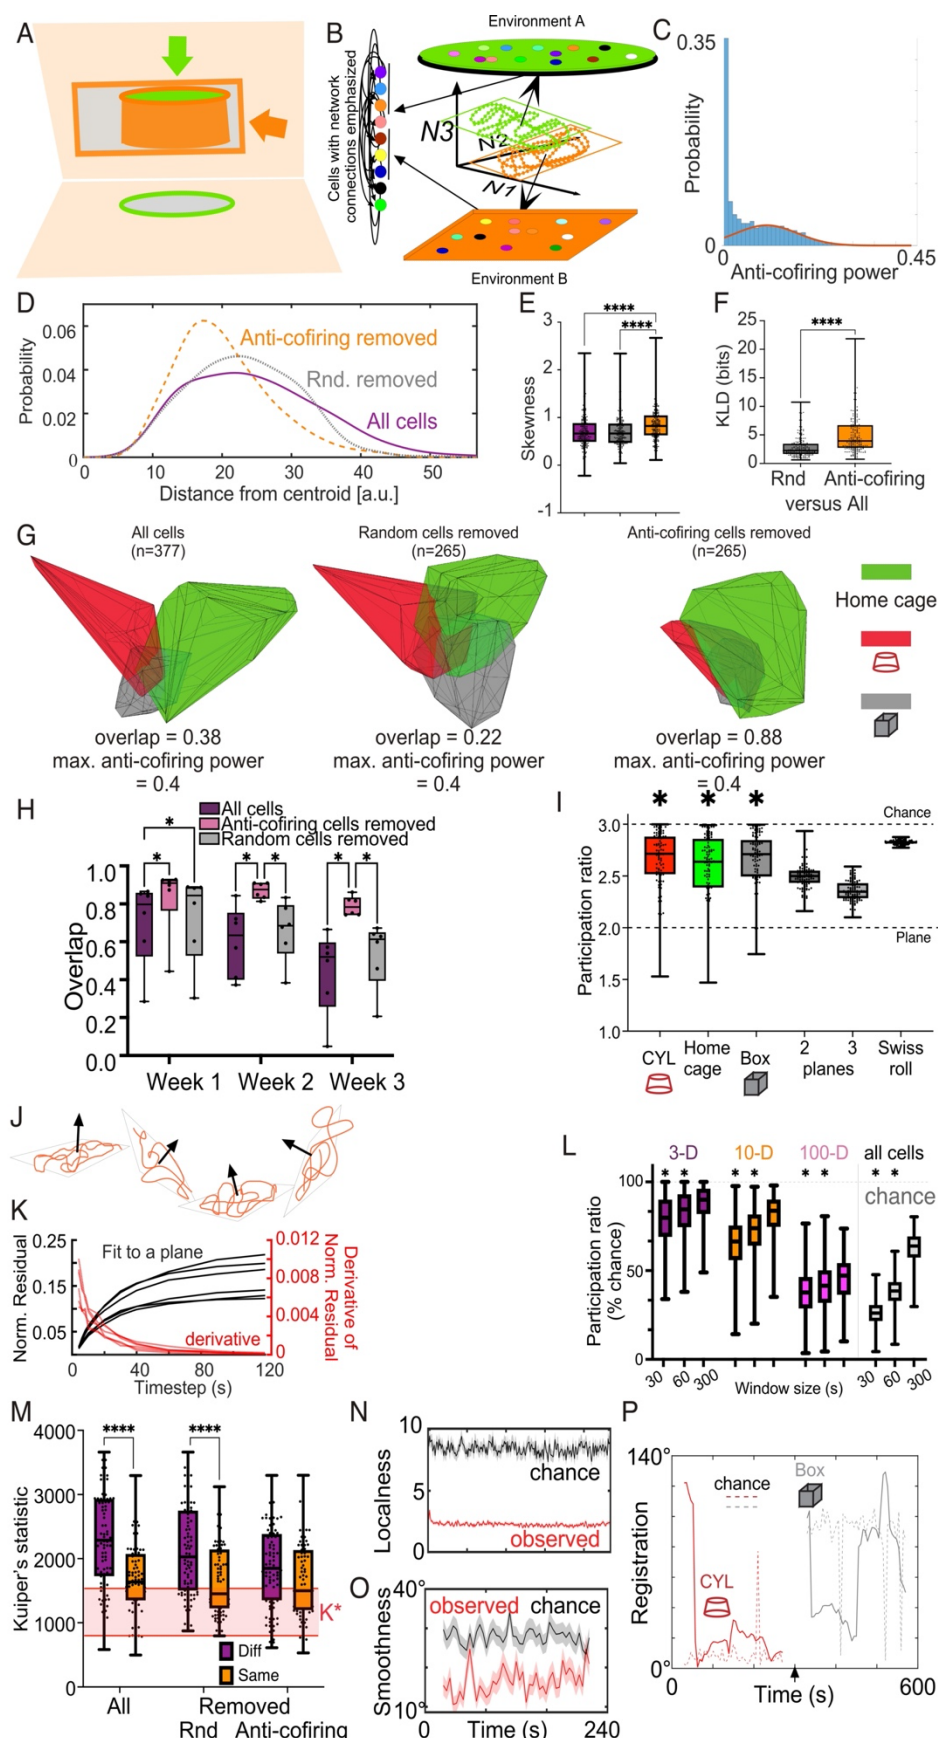 A
B
Environment A
Cells with network
connections emphasized
N3
N2
N1
Environment B
C
0.35
Probability
0
0.45
Anti-cofiring power
D
0.06
0.04
0.02
0
Probability
Anti-cofiring removed
Rnd. removed
All cells
0 10 20 30 40 50
Distance from centroid [a.u.]
E
Skewness
3
2
1
0
-1
****
****
F
KLD (bits)
25
20
15
10
5
0
****
Rnd Anti-cofiring
versus All
G
All cells
(n=377)
Random cells removed
(n=265)
Anti-cofiring cells removed
(n=265)
Home cage
overlap = 0.38
max. anti-cofiring power
= 0.4
overlap = 0.22
max. anti-cofiring power
= 0.4
overlap = 0.88
max. anti-cofiring power
= 0.4
H
All cells
Anti-cofiring cells removed
Random cells removed
Overlap
0.8
0.6
0.4
0.2
0.0
* * * * * *
Week 1 Week 2 Week 3
I
* * *
Chance
Plane
Participation ratio
3.0
2.5
2.0
2.5
1.0
CYL
Home
cage
Box
2 3
planes
Swiss
roll
J
K
Norm. Residual
0.25
0.15
0.05
Fit to a plane
derivative
0.012
0.008
0.004
0
Derivative of
Norm. Residual
0 40 80 120
Timestep (s)
L
3-D 10-D 100-D all cells
* * * * * * * *
chance
Participation ratio
(% chance)
100
50
0
30 60 300
Window size (s)
30 60 300
M
Kuiper's statistic
4000
3000
2000
1000
0
**** ****
K*
Diff
Same
All Removed
Rnd Anti-cofiring
N
Localness
10
5
0
chance
observed
O
Smoothness
40°
10°
observed chance
0 Time (s) 240
P
Registration
140°
0°
chance
Box
CYL
Time (s)
600